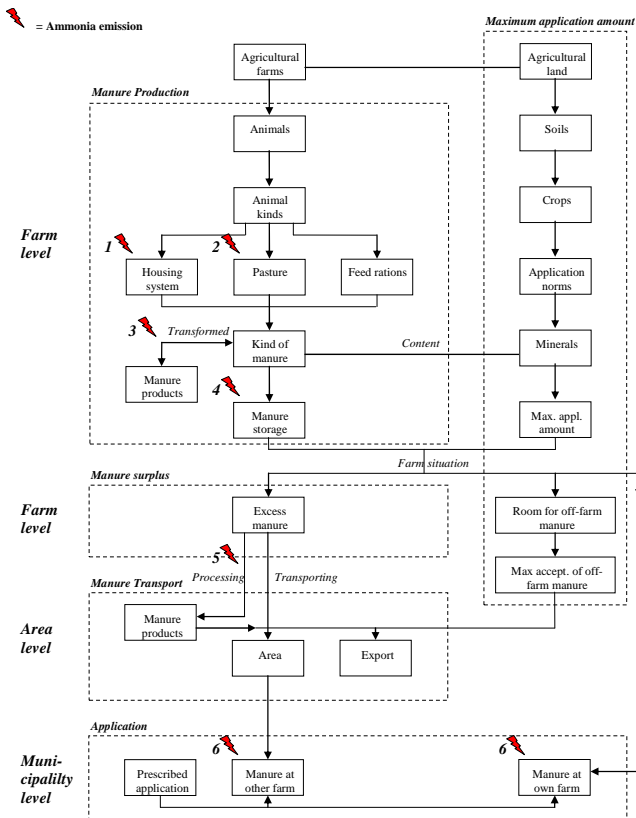 = Ammonia emission
Maximum application amount
Agricultural
farms
Agricultural
land
Manure Production
Animals
Soils
Animal
kinds
Crops
Farm
level
1
2
Housing
system
Pasture
Feed rations
Application
norms
3
Transformed
Kind of
manure
Content
Minerals
Manure
products
4
Manure
storage
Max. appl.
amount
Farm situation
Manure surplus
Farm
level
Excess
manure
Room for off-farm
manure
5
Processing
Transporting
Max accept. of off-
farm manure
Manure Transport
Area
level
Manure
products
Area
Export
Application
6
6
Muni-
cipalilty
level
Prescribed
application
Manure at
other farm
Manure at
own farm